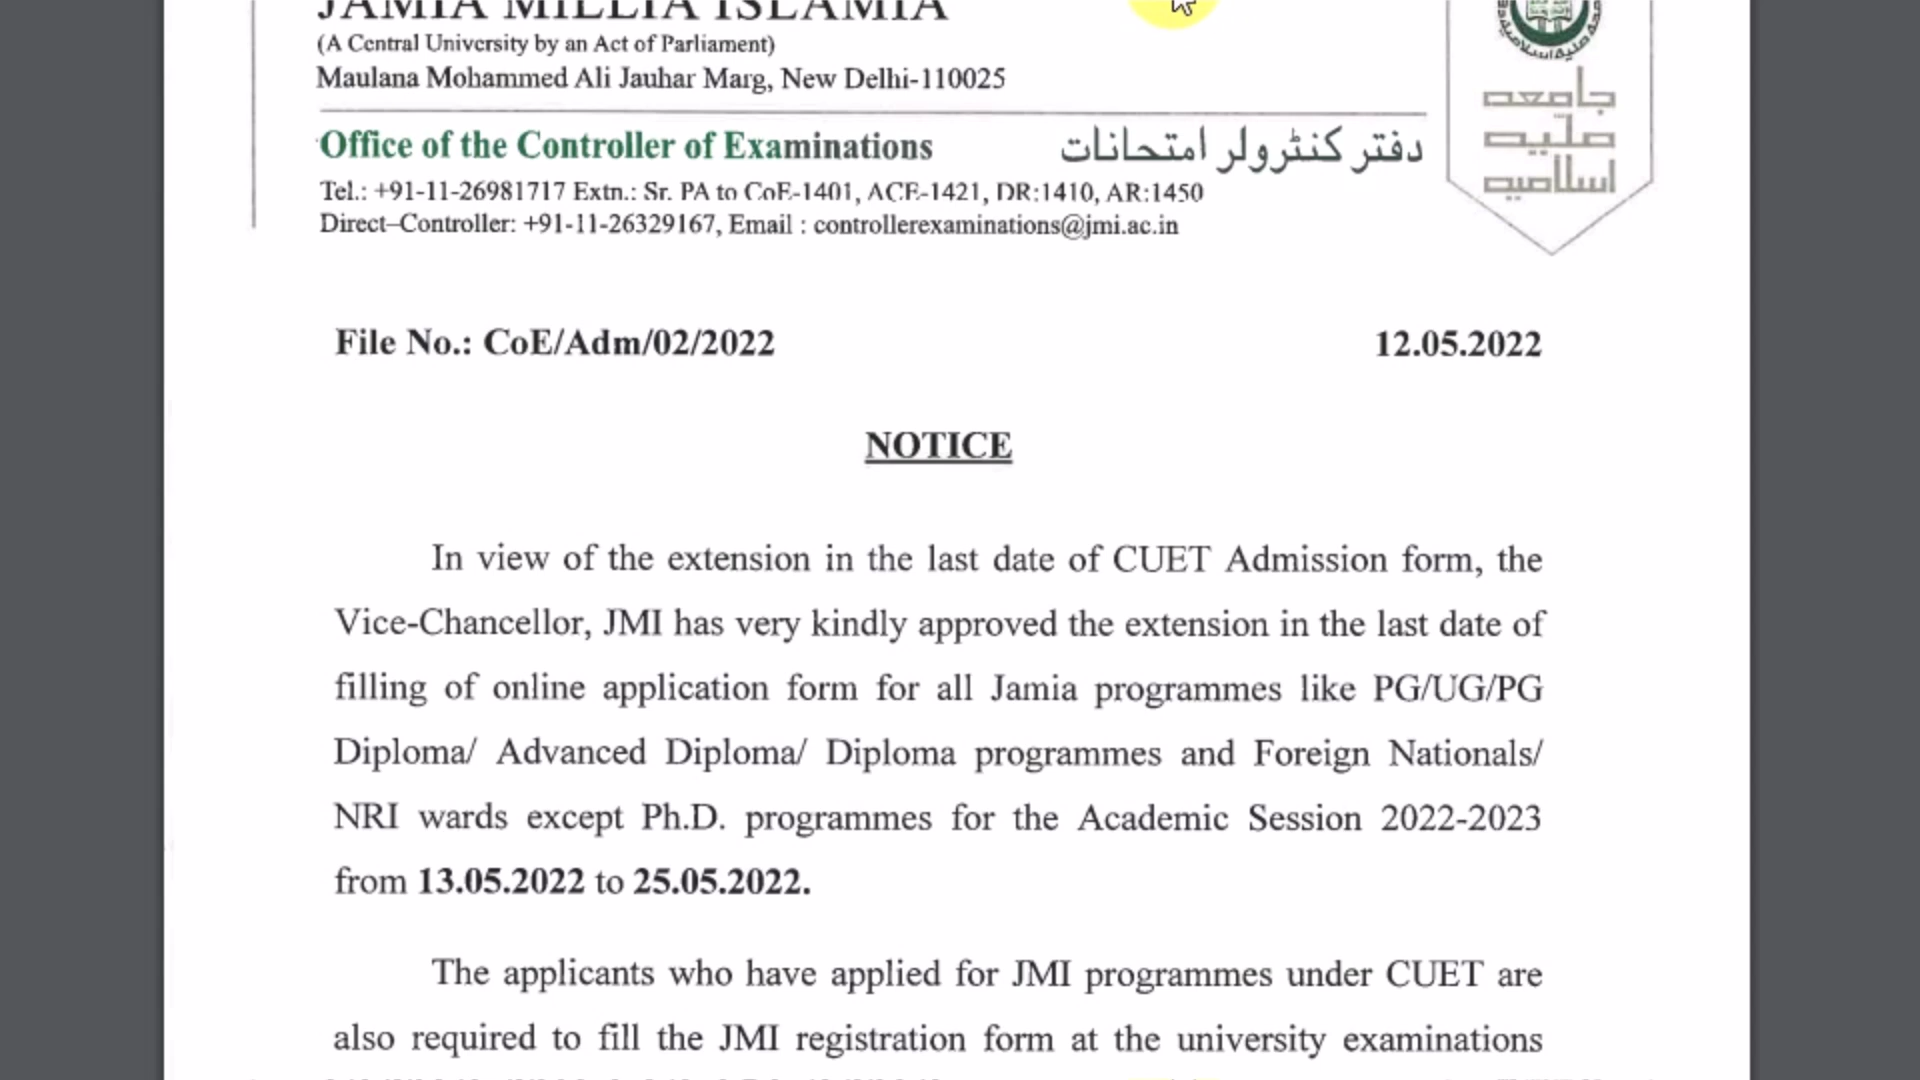 JAMIA MILLIA ISLAMIA
(A Central University by an Act of Parliament)
Maulana Mohammed Ali Jauhar Marg, New Delhi-110025
جامعہ
ملیہ
اسلامیہ
Office of the Controller of Examinations
دفتر کنٹرولر امتحانات
Tel.: +91-11-26981717 Extn.: Sr. PA to CoE-1401, ACE-1421, DR:1410, AR:1450
Direct–Controller: +91-11-26329167, Email : controllerexaminations@jmi.ac.in
File No.: CoE/Adm/02/2022
12.05.2022
NOTICE
In view of the extension in the last date of CUET Admission form, the
Vice-Chancellor, JMI has very kindly approved the extension in the last date of
filling of online application form for all Jamia programmes like PG/UG/PG
Diploma/ Advanced Diploma/ Diploma programmes and Foreign Nationals/
NRI wards except Ph.D. programmes for the Academic Session 2022-2023
from 13.05.2022 to 25.05.2022.
The applicants who have applied for JMI programmes under CUET are
also required to fill the JMI registration form at the university examinations